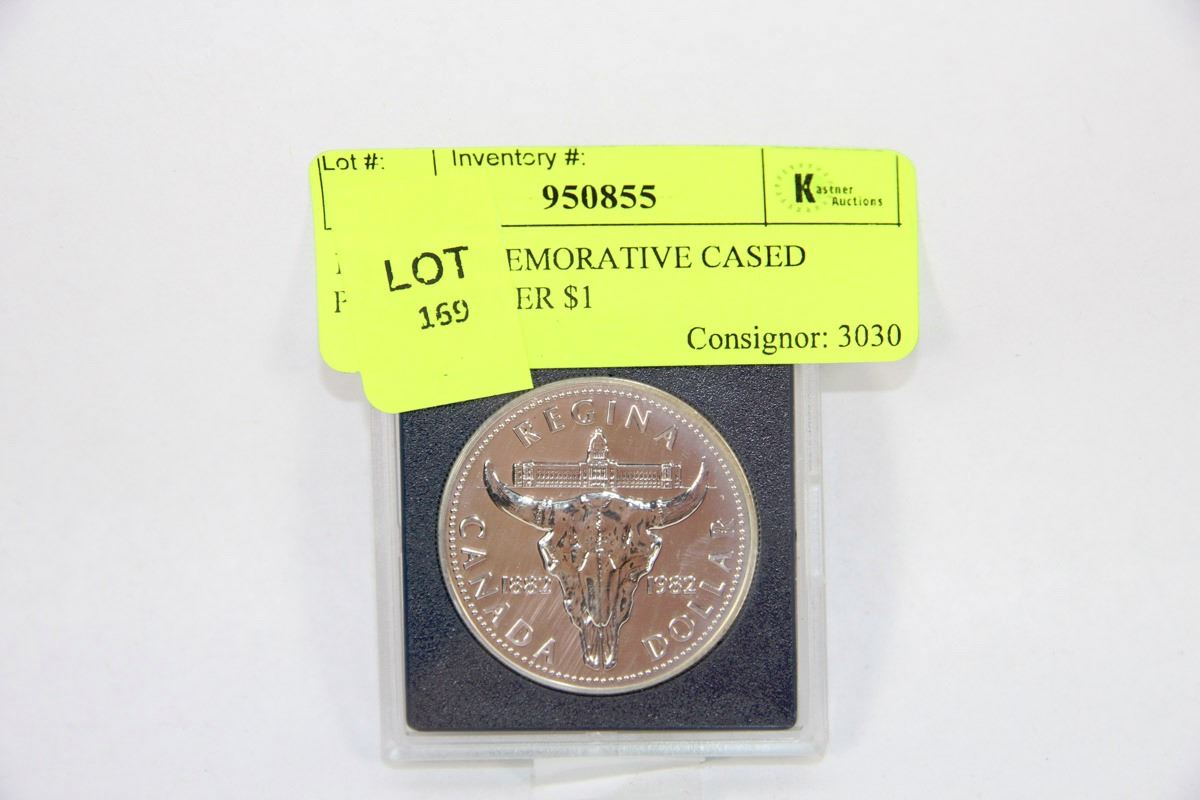 Lot #: Inventory #:
950855
Kastner
Auctions
EMORATIVE CASED
ER $1
LOT
169
Consignor: 3030
REGINA
1882 1982
CANADA DOLLAR